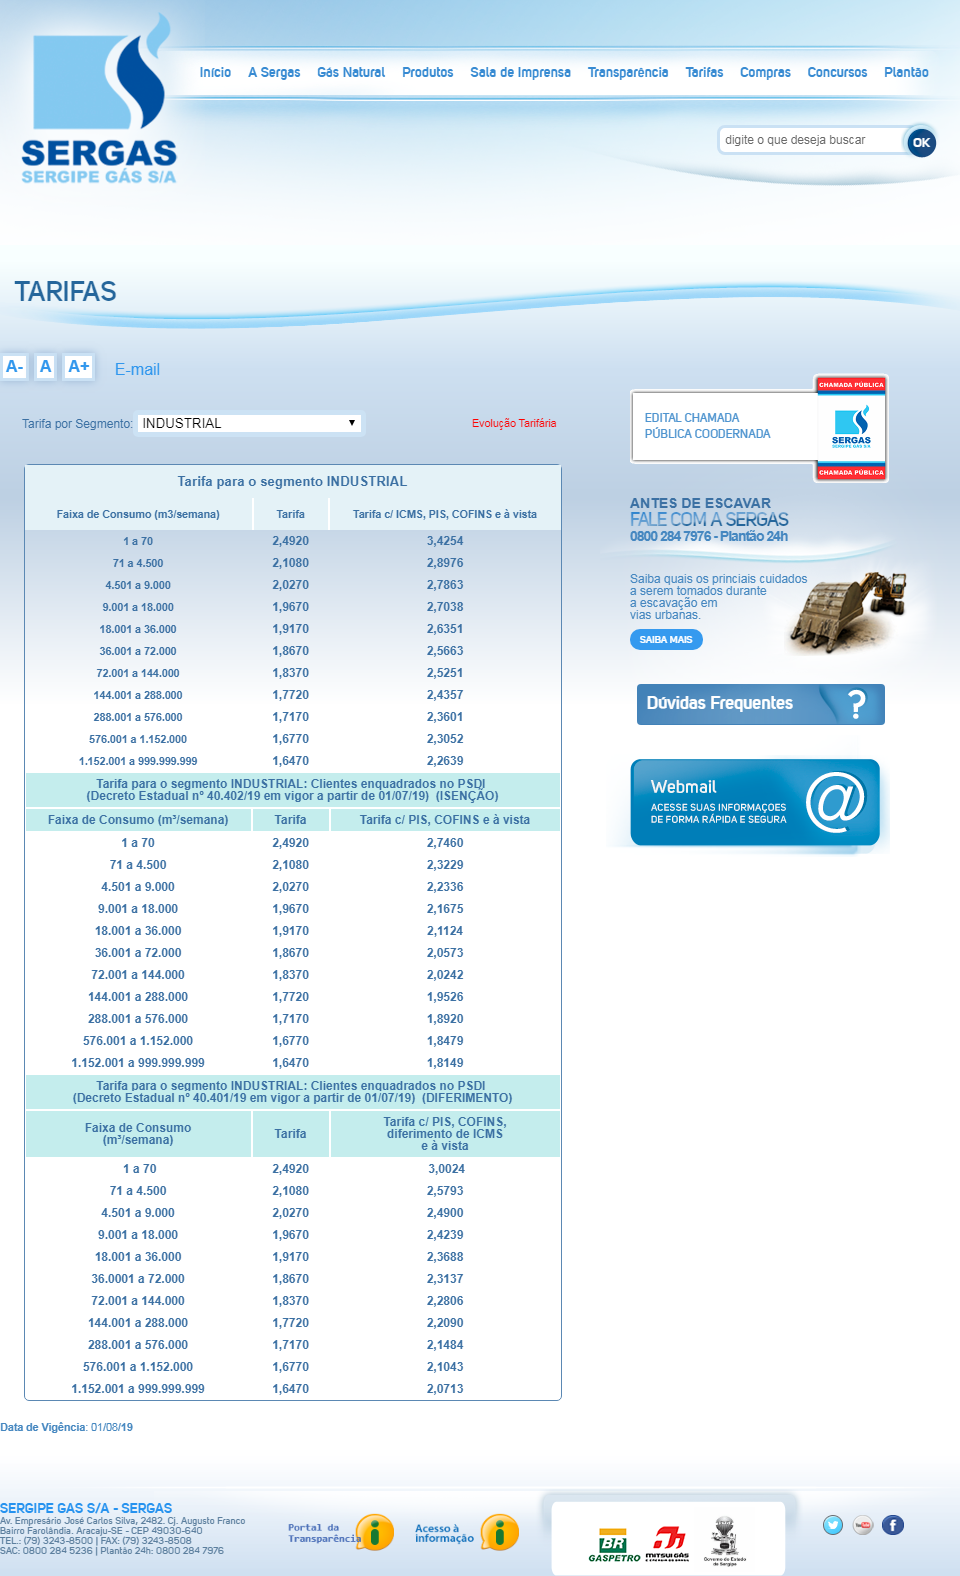 SERGAS
SERGIPE GÁS S/A
Início A Sergas Gás Natural Produtos Sala de Imprensa Transparência Tarifas Compras Concursos Plantão
digite o que deseja buscar OK
TARIFAS
A- A A+ E-mail
Tarifa por Segmento: INDUSTRIAL
Evolução Tarifária
Tarifa para o segmento INDUSTRIAL
Faixa de Consumo (m3/semana) Tarifa Tarifa c/ ICMS, PIS, COFINS e à vista
1 a 70 2,4920 3,4254
71 a 4.500 2,1080 2,8976
4.501 a 9.000 2,0270 2,7863
9.001 a 18.000 1,9670 2,7038
18.001 a 36.000 1,9170 2,6351
36.001 a 72.000 1,8670 2,5663
72.001 a 144.000 1,8370 2,5251
144.001 a 288.000 1,7720 2,4357
288.001 a 576.000 1,7170 2,3601
576.001 a 1.152.000 1,6770 2,3052
1.152.001 a 999.999.999 1,6470 2,2639
Tarifa para o segmento INDUSTRIAL: Clientes enquadrados no PSDI
(Decreto Estadual nº 40.402/19 em vigor a partir de 01/07/19) (ISENÇÃO)
Faixa de Consumo (m³/semana) Tarifa Tarifa c/ PIS, COFINS e à vista
1 a 70 2,4920 2,7460
71 a 4.500 2,1080 2,3229
4.501 a 9.000 2,0270 2,2336
9.001 a 18.000 1,9670 2,1675
18.001 a 36.000 1,9170 2,1124
36.001 a 72.000 1,8670 2,0573
72.001 a 144.000 1,8370 2,0242
144.001 a 288.000 1,7720 1,9526
288.001 a 576.000 1,7170 1,8920
576.001 a 1.152.000 1,6770 1,8479
1.152.001 a 999.999.999 1,6470 1,8149
Tarifa para o segmento INDUSTRIAL: Clientes enquadrados no PSDI
(Decreto Estadual nº 40.401/19 em vigor a partir de 01/07/19) (DIFERIMENTO)
Faixa de Consumo
(m³/semana)
Tarifa
Tarifa c/ PIS, COFINS,
diferimento de ICMS
e à vista
1 a 70 2,4920 3,0024
71 a 4.500 2,1080 2,5793
4.501 a 9.000 2,0270 2,4900
9.001 a 18.000 1,9670 2,4239
18.001 a 36.000 1,9170 2,3688
36.0001 a 72.000 1,8670 2,3137
72.001 a 144.000 1,8370 2,2806
144.001 a 288.000 1,7720 2,2090
288.001 a 576.000 1,7170 2,1484
576.001 a 1.152.000 1,6770 2,1043
1.152.001 a 999.999.999 1,6470 2,0713
Data de Vigência: 01/08/19
CHAMADA PÚBLICA
EDITAL CHAMADA
PÚBLICA COODERNADA
SERGAS
SERGIPE GÁS S/A
CHAMADA PÚBLICA
ANTES DE ESCAVAR
FALE COM A SERGAS
0800 284 7976 - Plantão 24h
Saiba quais os princiais cuidados
a serem tomados durante
a escavação em
vias urbanas.
SAIBA MAIS
Dúvidas Frequentes ?
Webmail
ACESSE SUAS INFORMAÇOES
DE FORMA RÁPIDA E SEGURA
@
SERGIPE GAS S/A - SERGAS
Av. Empresário José Carlos Silva, 2482. Cj. Augusto Franco
Bairro Farolândia. Aracaju-SE - CEP 49030-640
TEL.: (79) 3243-8500 | FAX: (79) 3243-8508
SAC: 0800 284 5236 | Plantão 24h: 0800 284 7976
Portal da
Transparência
Acesso à
informação
BR
GASPETRO
MITSUI GÁS
Governo do Estado
de Sergipe
You Tube
f